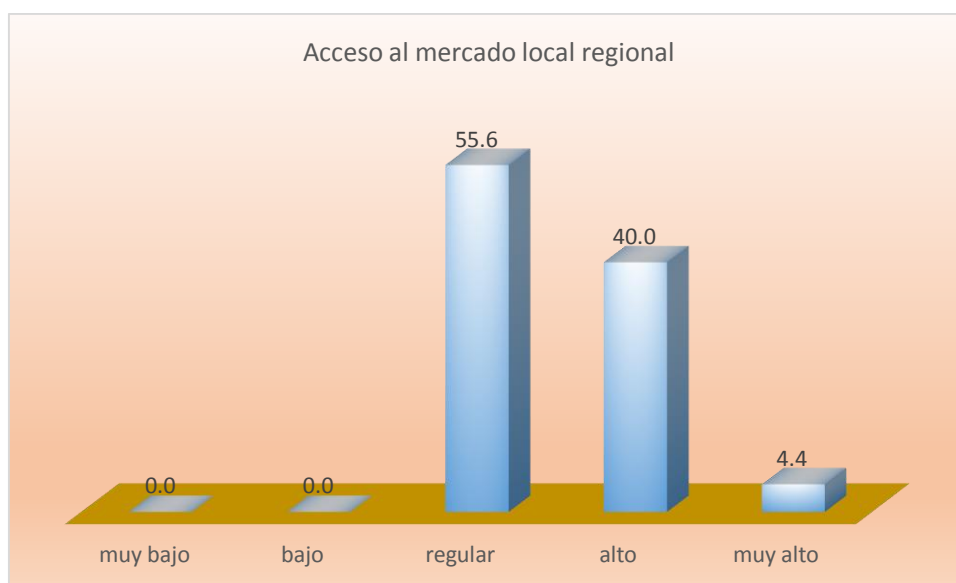 Acceso al mercado local regional
55.6
40.0
4.4
0.0 0.0
muy bajo bajo regular alto muy alto